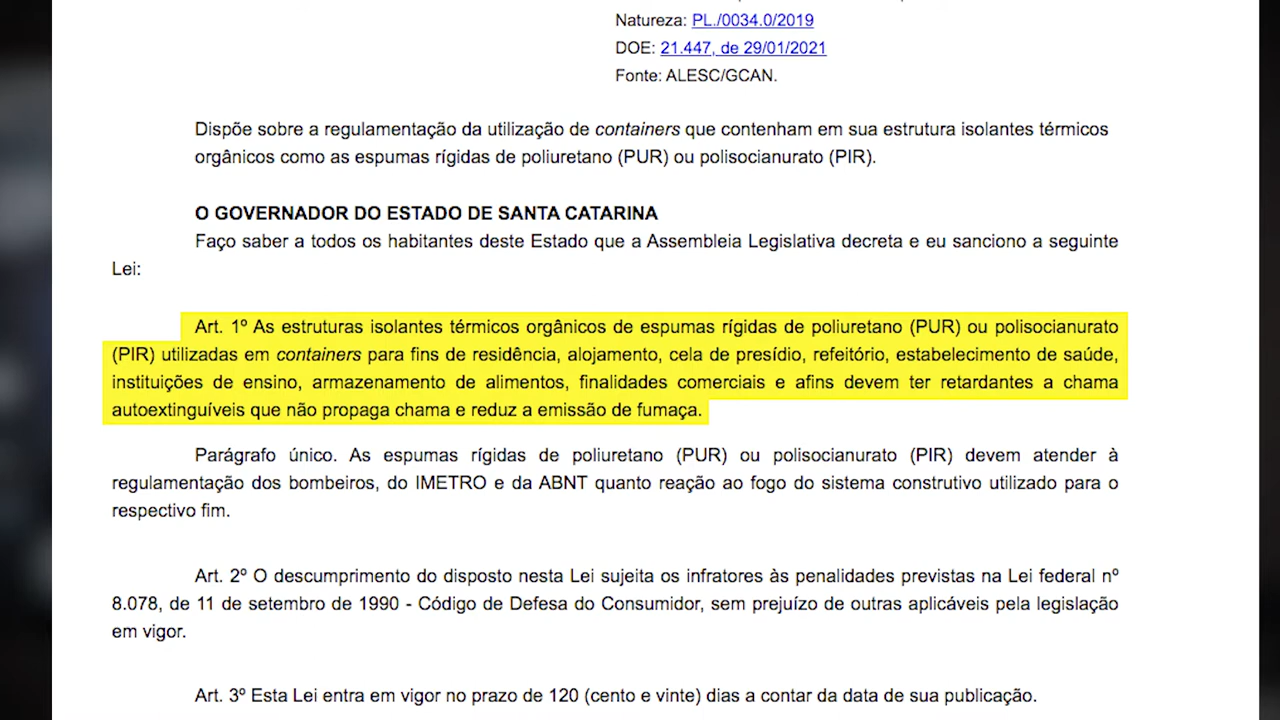 Natureza: PL./0034.0/2019
DOE: 21.447, de 29/01/2021
Fonte: ALESC/GCAN.
Dispõe sobre a regulamentação da utilização de containers que contenham em sua estrutura isolantes térmicos
orgânicos como as espumas rígidas de poliuretano (PUR) ou polisocianurato (PIR).
O GOVERNADOR DO ESTADO DE SANTA CATARINA
Faço saber a todos os habitantes deste Estado que a Assembleia Legislativa decreta e eu sanciono a seguinte
Lei:
Art. 1º As estruturas isolantes térmicos orgânicos de espumas rígidas de poliuretano (PUR) ou polisocianurato
(PIR) utilizadas em containers para fins de residência, alojamento, cela de presídio, refeitório, estabelecimento de saúde,
instituições de ensino, armazenamento de alimentos, finalidades comerciais e afins devem ter retardantes a chama
autoextinguíveis que não propaga chama e reduz a emissão de fumaça.
Parágrafo único. As espumas rígidas de poliuretano (PUR) ou polisocianurato (PIR) devem atender à
regulamentação dos bombeiros, do IMETRO e da ABNT quanto reação ao fogo do sistema construtivo utilizado para o
respectivo fim.
Art. 2º O descumprimento do disposto nesta Lei sujeita os infratores às penalidades previstas na Lei federal nº
8.078, de 11 de setembro de 1990 - Código de Defesa do Consumidor, sem prejuízo de outras aplicáveis pela legislação
em vigor.
Art. 3º Esta Lei entra em vigor no prazo de 120 (cento e vinte) dias a contar da data de sua publicação.